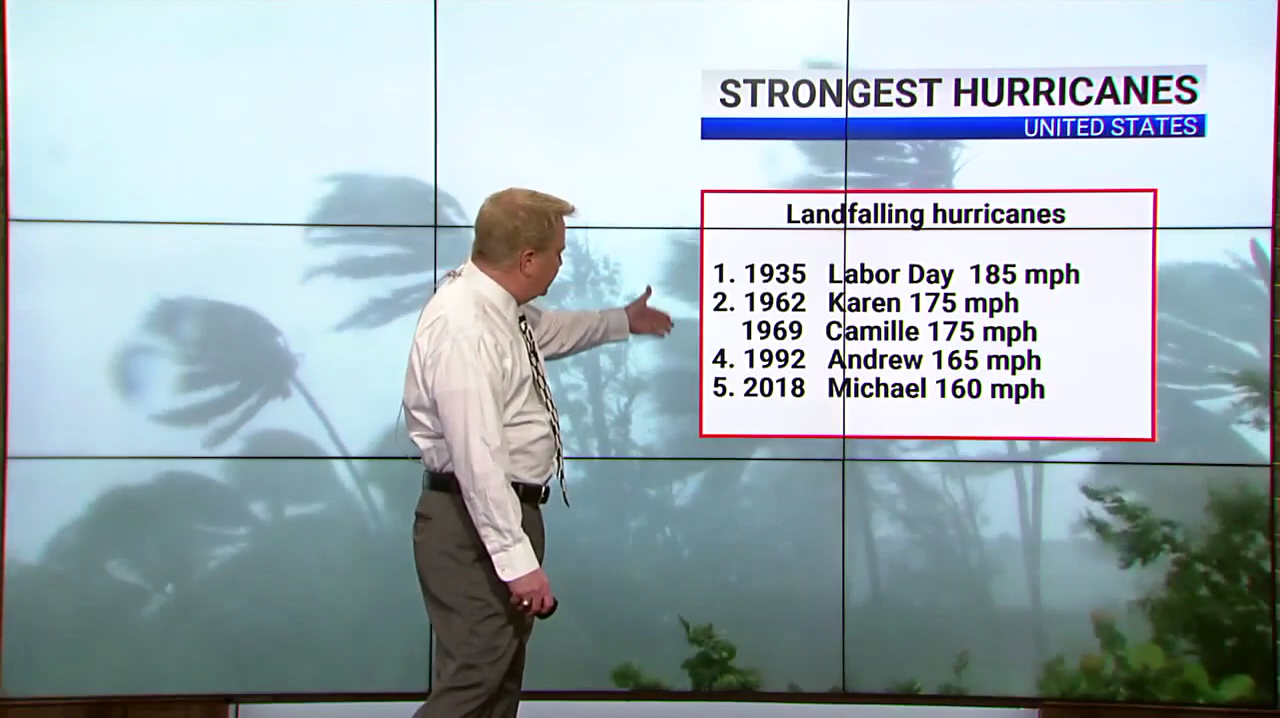 STRONGEST HURRICANES
UNITED STATES
Landfalling hurricanes
1. 1935 Labor Day 185 mph
2. 1962 Karen 175 mph
1969 Camille 175 mph
4. 1992 Andrew 165 mph
5. 2018 Michael 160 mph